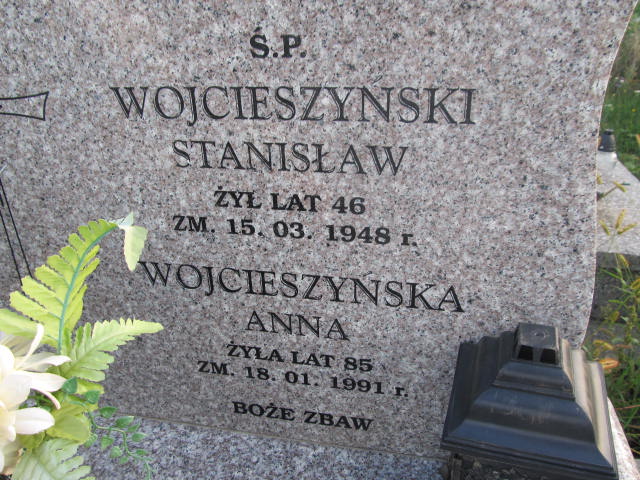 Ś.P.
WOJCIESZYŃSKI
STANISŁAW
ŻYŁ LAT 46
ZM. 15. 03. 1948 r.
WOJCIESZYŃSKA
ANNA
ŻYŁA LAT 85
ZM. 18. 01. 1991 r.
BOŻE ZBAW